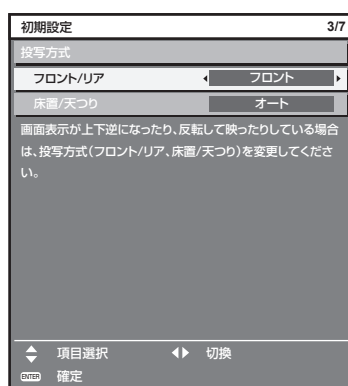 初期設定 3/7
投写方式
フロント/リア フロント
床置/天つり オート
画面表示が上下逆になったり、反転して映ったりしている場合
は、投写方式(フロント/リア、床置/天つり)を変更してくださ
い。
項目選択 切換
ENTER 確定